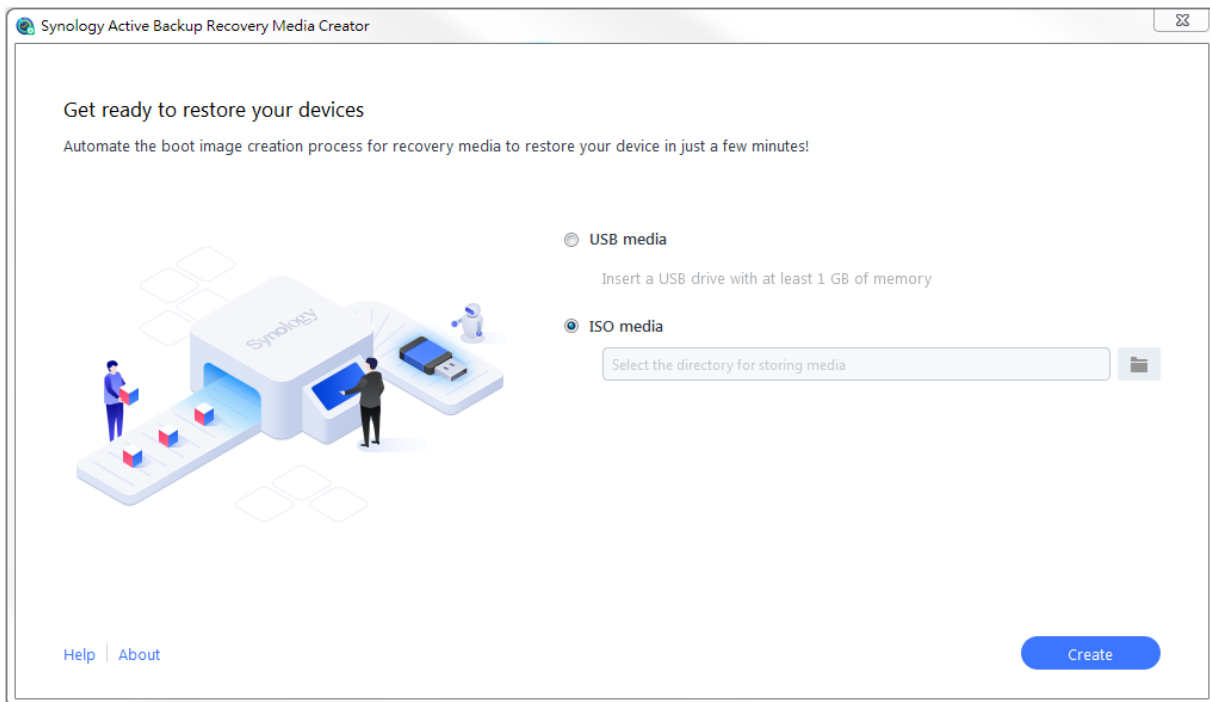 Synology Active Backup Recovery Media Creator
Get ready to restore your devices
Automate the boot image creation process for recovery media to restore your device in just a few minutes!
Synology
USB media
Insert a USB drive with at least 1 GB of memory
ISO media
Select the directory for storing media
Help
About
Create